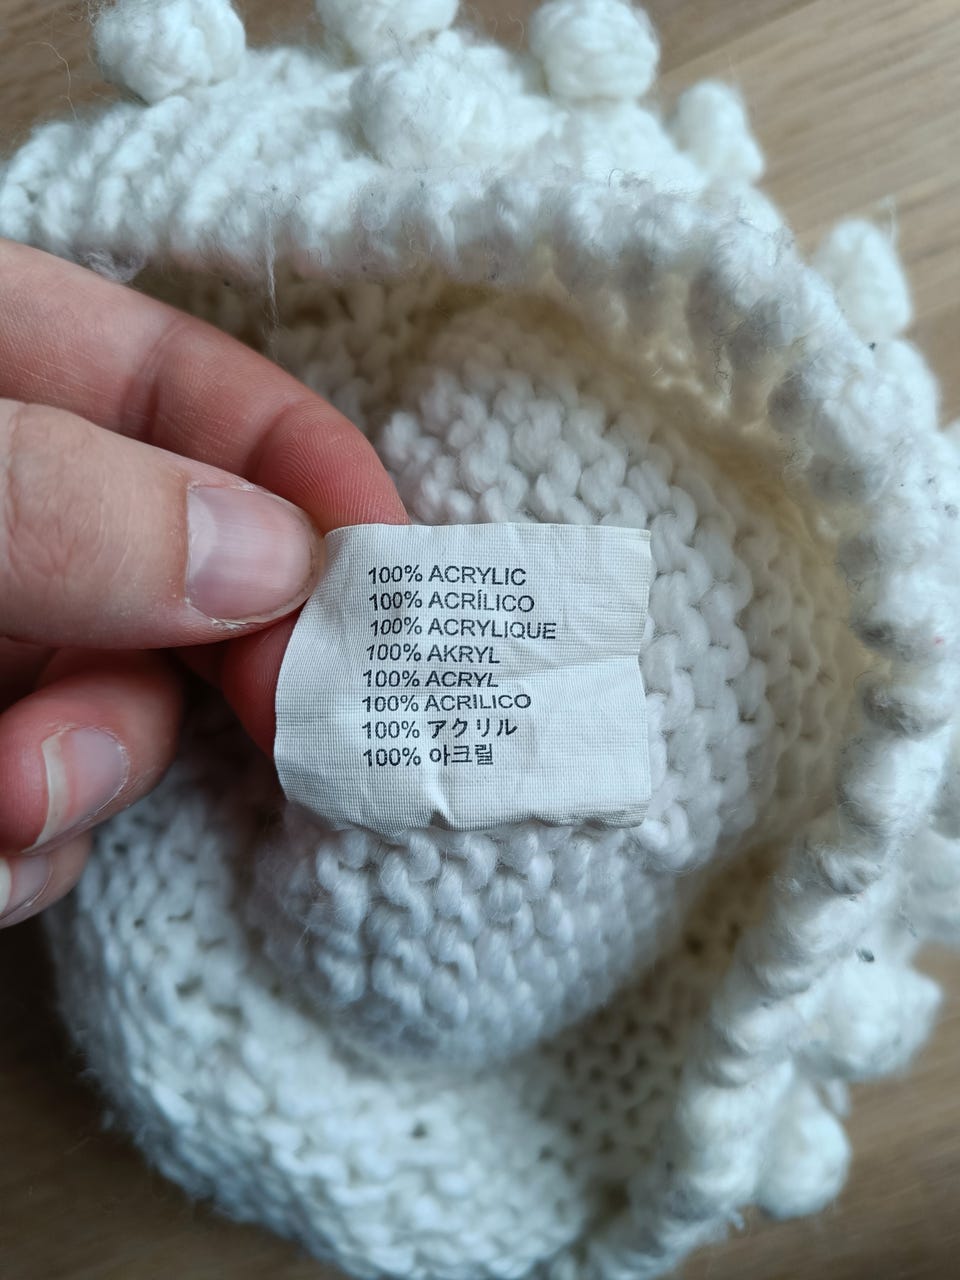 100% ACRYLIC
100% ACRÍLICO
100% ACRYLIQUE
100% AKRYL
100% ACRYL
100% ACRILICO
100% アクリル
100% 아크릴